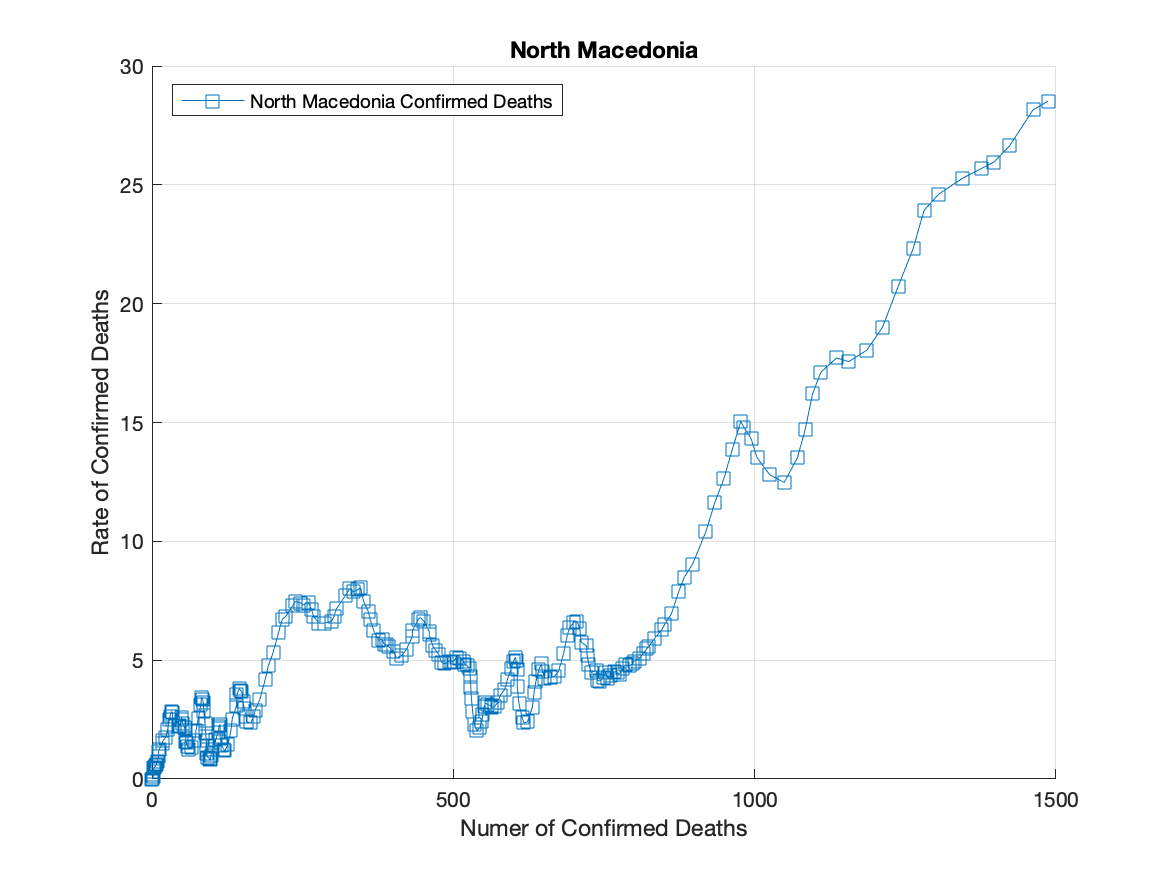 North Macedonia
North Macedonia Confirmed Deaths
30
25
20
15
10
5
0
Rate of Confirmed Deaths
0 500 1000 1500
Numer of Confirmed Deaths